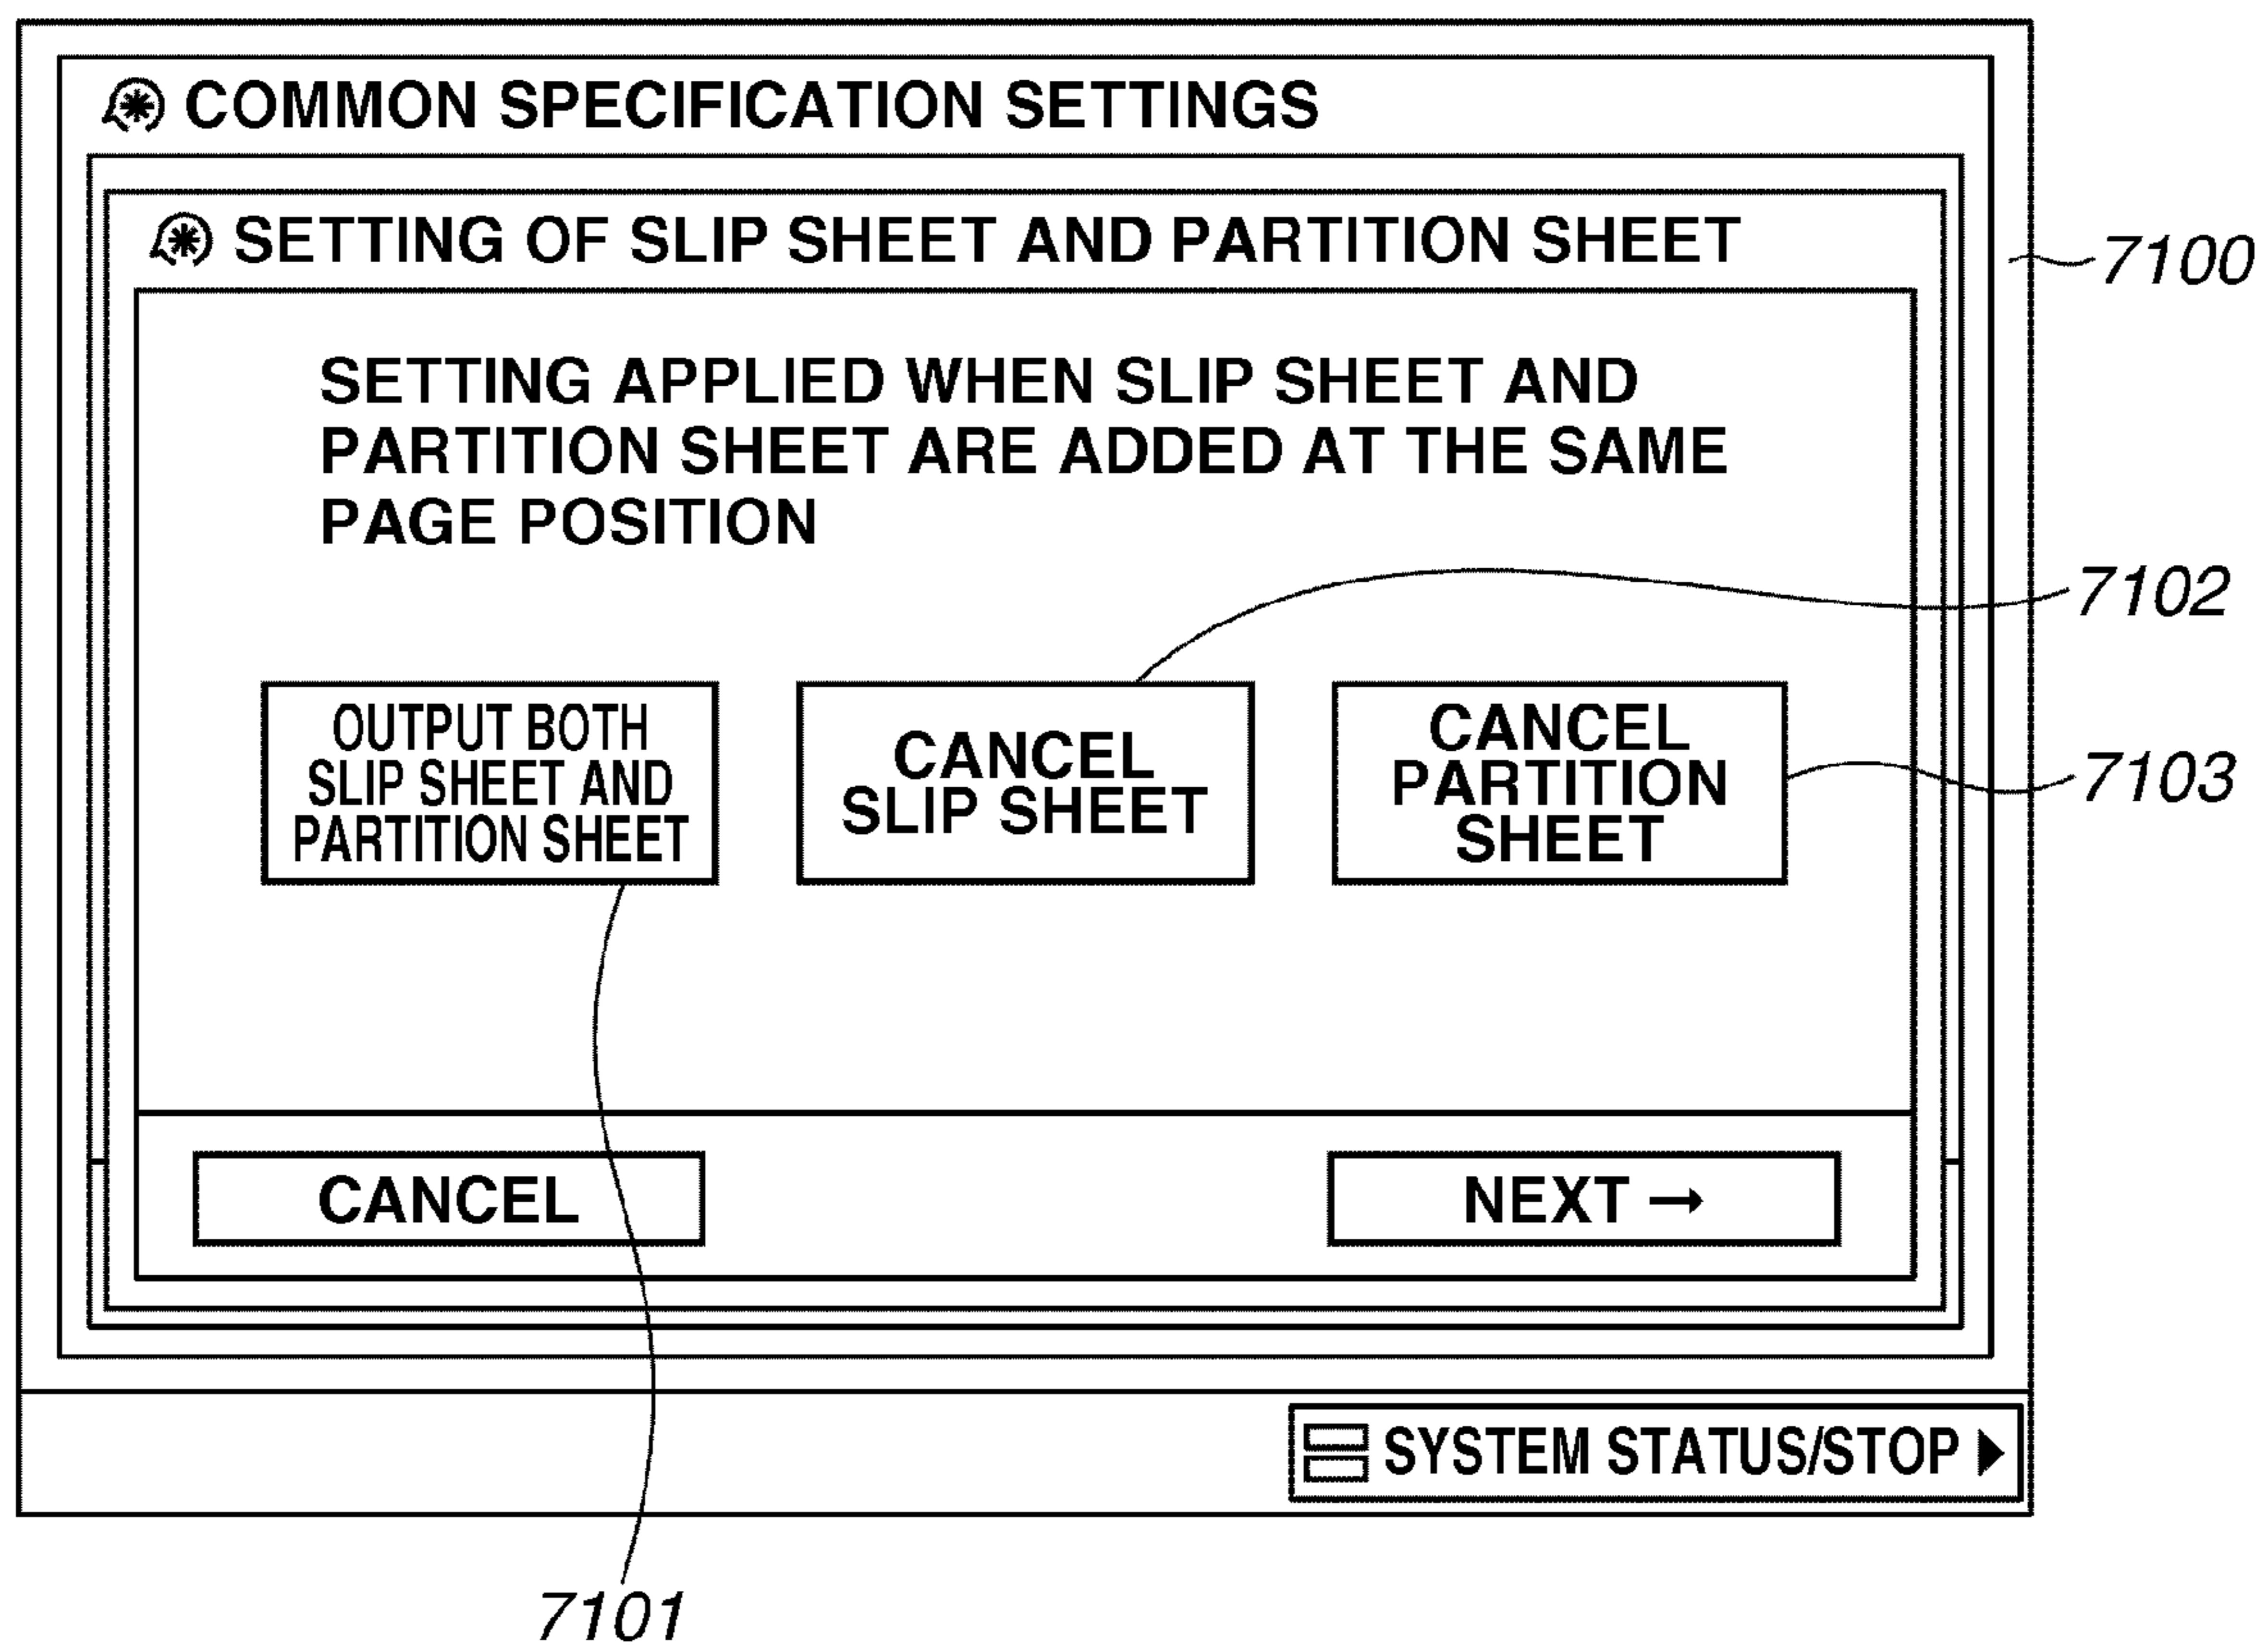 COMMON SPECIFICATION SETTINGS
SETTING OF SLIP SHEET AND PARTITION SHEET
7100
SETTING APPLIED WHEN SLIP SHEET AND
PARTITION SHEET ARE ADDED AT THE SAME
PAGE POSITION
7102
OUTPUT BOTH
SLIP SHEET AND
PARTITION SHEET
CANCEL
SLIP SHEET
CANCEL
PARTITION
SHEET
7103
CANCEL
NEXT →
SYSTEM STATUS/STOP
7101